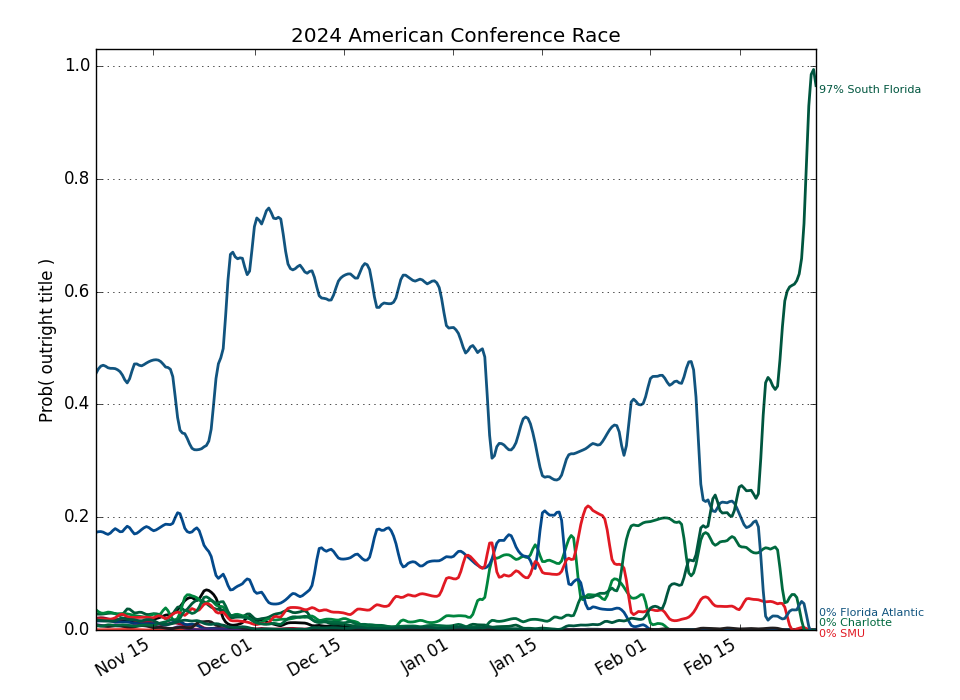 2024 American Conference Race
1.0
0.8
0.6
0.4
0.2
0.0
Prob( outright title )
Nov 15
Dec 01
Dec 15
Jan 01
Jan 15
Feb 01
Feb 15
97% South Florida
0% Florida Atlantic
0% Charlotte
0% SMU